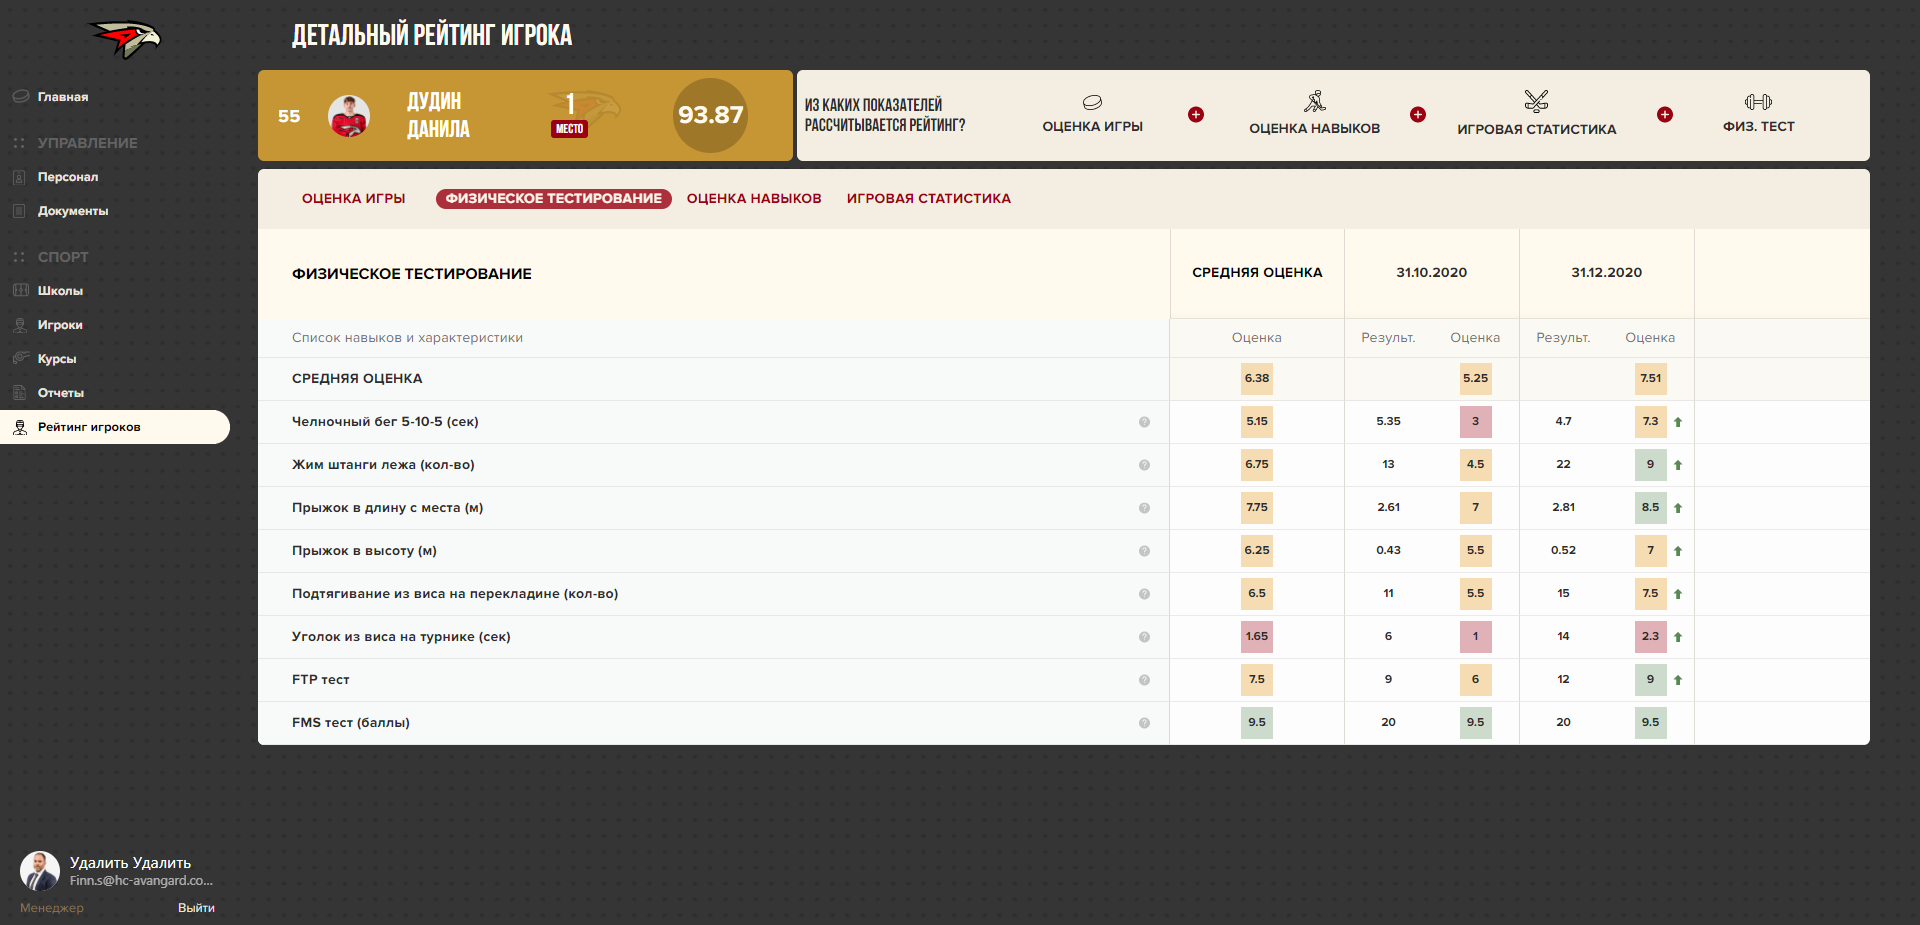 ДЕТАЛЬНЫЙ РЕЙТИНГ ИГРОКА
Главная
УПРАВЛЕНИЕ
Персонал
Документы
СПОРТ
Школы
Игроки
Курсы
Отчеты
Рейтинг игроков
55
ДУДИН
ДАНИЛА
1
МЕСТО
93.87
ИЗ КАКИХ ПОКАЗАТЕЛЕЙ
РАССЧИТЫВАЕТСЯ РЕЙТИНГ?
ОЦЕНКА ИГРЫ
ОЦЕНКА НАВЫКОВ
ИГРОВАЯ СТАТИСТИКА
ФИЗ. ТЕСТ
ОЦЕНКА ИГРЫ ФИЗИЧЕСКОЕ ТЕСТИРОВАНИЕ ОЦЕНКА НАВЫКОВ ИГРОВАЯ СТАТИСТИКА
ФИЗИЧЕСКОЕ ТЕСТИРОВАНИЕ СРЕДНЯЯ ОЦЕНКА 31.10.2020 31.12.2020
Список навыков и характеристики Оценка Результ. Оценка Результ. Оценка
СРЕДНЯЯ ОЦЕНКА 6.38 5.25 7.51
Челночный бег 5-10-5 (сек) ? 5.15 5.35 3 4.7 7.3
Жим штанги лежа (кол-во) ? 6.75 13 4.5 22 9
Прыжок в длину с места (м) ? 7.75 2.61 7 2.81 8.5
Прыжок в высоту (м) ? 6.25 0.43 5.5 0.52 7
Подтягивание из виса на перекладине (кол-во) ? 6.5 11 5.5 15 7.5
Уголок из виса на турнике (сек) ? 1.65 6 1 14 2.3
FTP тест ? 7.5 9 6 12 9
FMS тест (баллы) ? 9.5 20 9.5 20 9.5
Удалить Удалить
Finn.s@hc-avangard.co...
Менеджер Выйти